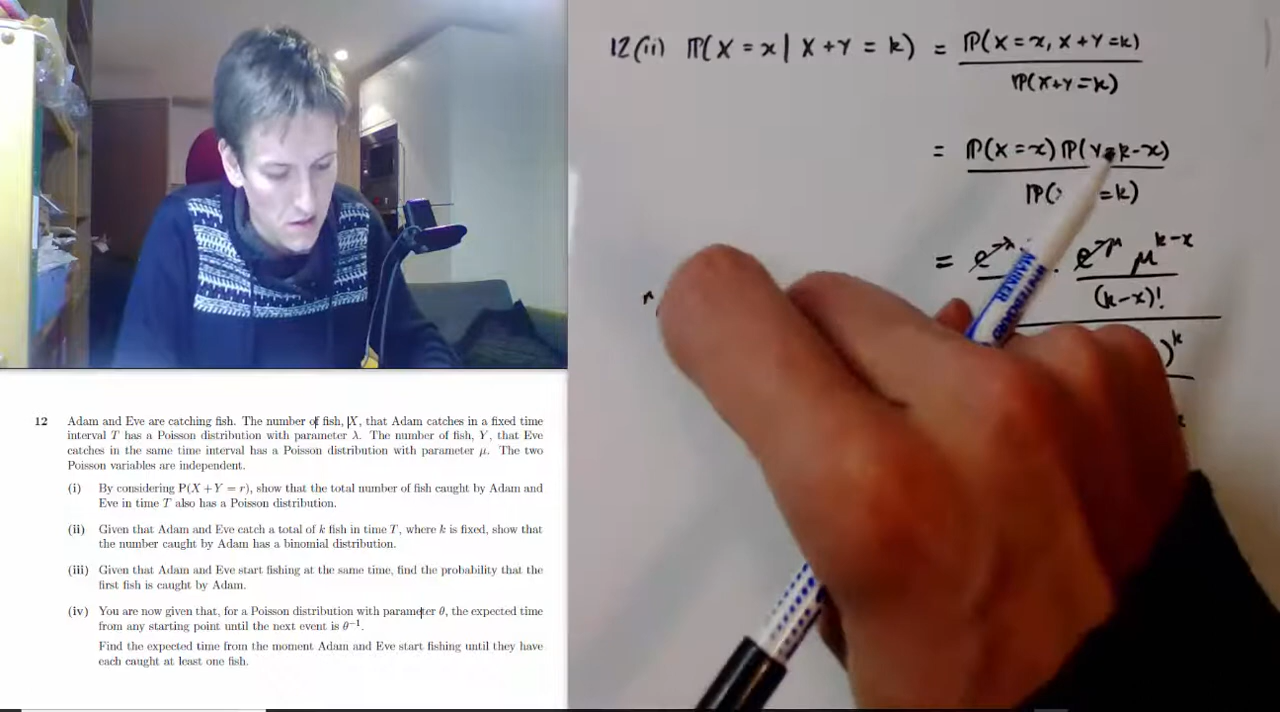 12(ii) P(X = x | X + Y = k) = P(X = x, X + Y = k)
P(X + Y = k)
= P(X = x) P(Y = k - x)
P( = k)
= e^-λ . e^-μ μ^k-x
(k - x)!
)^k
WHITEBOARD MARKER
12 Adam and Eve are catching fish. The number of fish, X, that Adam catches in a fixed time
interval T has a Poisson distribution with parameter λ. The number of fish, Y, that Eve
catches in the same time interval has a Poisson distribution with parameter μ. The two
Poisson variables are independent.
(i) By considering P(X + Y = r), show that the total number of fish caught by Adam and
Eve in time T also has a Poisson distribution.
(ii) Given that Adam and Eve catch a total of k fish in time T, where k is fixed, show that
the number caught by Adam has a binomial distribution.
(iii) Given that Adam and Eve start fishing at the same time, find the probability that the
first fish is caught by Adam.
(iv) You are now given that, for a Poisson distribution with parameter θ, the expected time
from any starting point until the next event is θ⁻¹.
Find the expected time from the moment Adam and Eve start fishing until they have
each caught at least one fish.